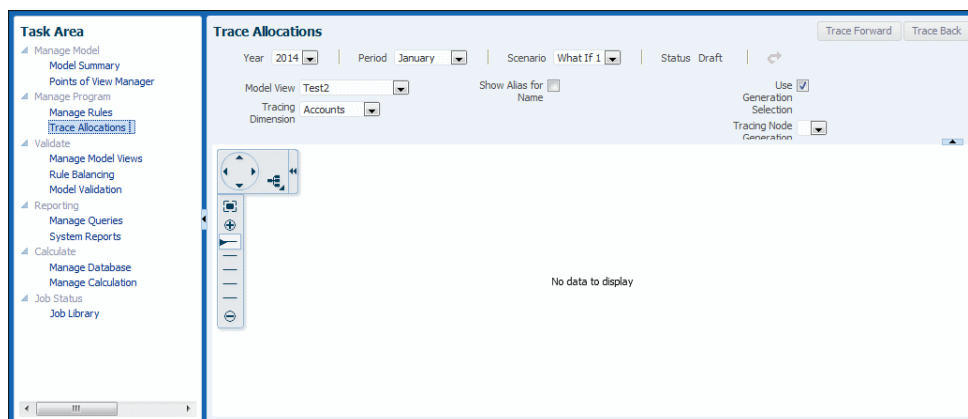 Task Area
Manage Model
Model Summary
Points of View Manager
Manage Program
Manage Rules
Trace Allocations
Validate
Manage Model Views
Rule Balancing
Model Validation
Reporting
Manage Queries
System Reports
Calculate
Manage Database
Manage Calculation
Job Status
Job Library
Trace Allocations
Trace Forward Trace Back
Year 2014 Period January Scenario What If 1 Status Draft
Model View Test2
Show Alias for
Name
Use
Generation
Selection
Tracing
Dimension Accounts
Tracing Node
Generation
No data to display